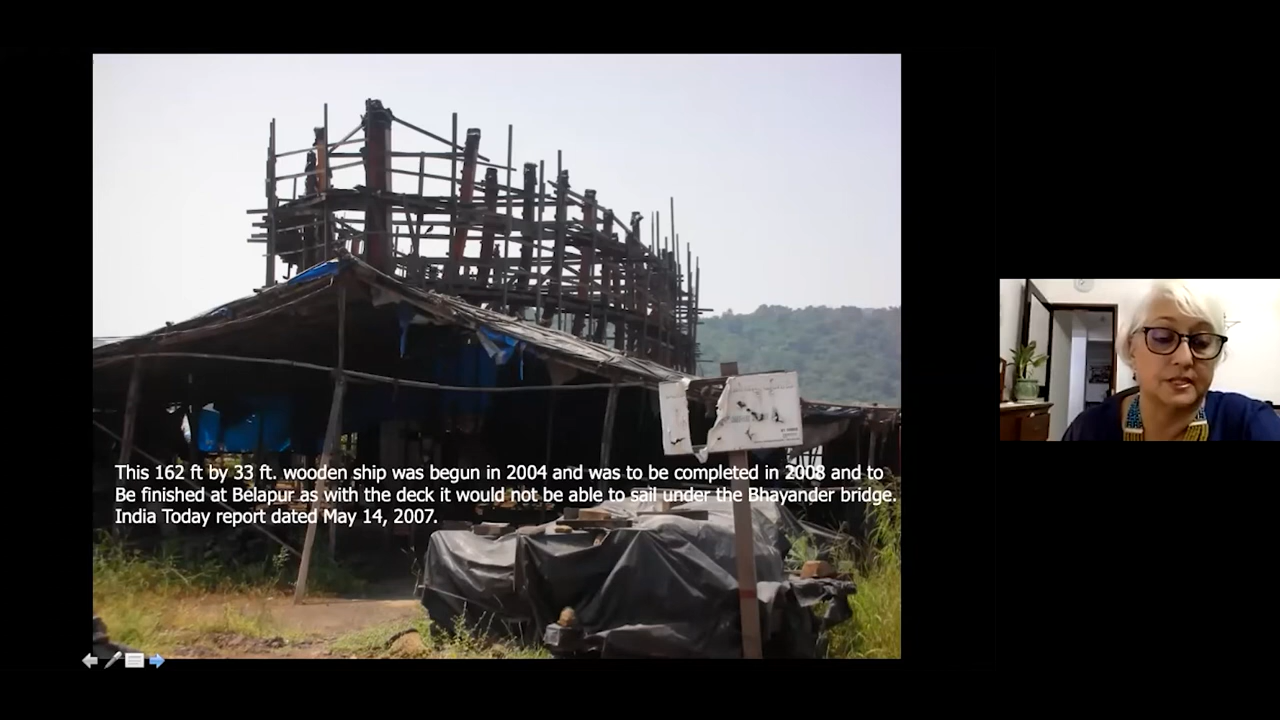 This 162 ft by 33 ft. wooden ship was begun in 2004 and was to be completed in 2008 and to
Be finished at Belapur as with the deck it would not be able to sail under the Bhayander bridge.
India Today report dated May 14, 2007.